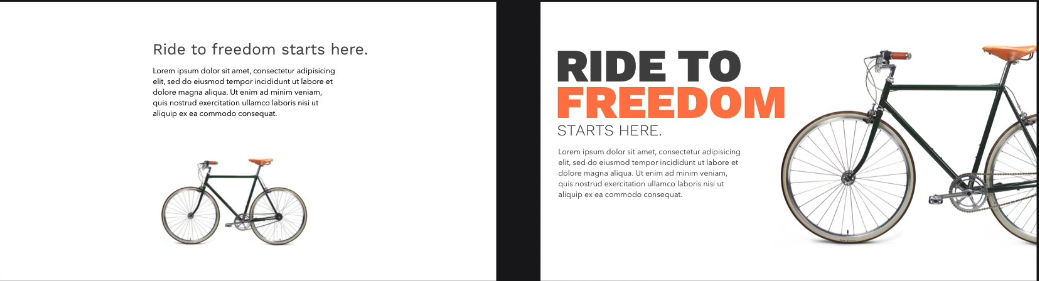 Ride to freedom starts here.
Lorem ipsum dolor sit amet, consectetur adipisicing
elit, sed do eiusmod tempor incididunt ut labore et
dolore magna aliqua. Ut enim ad minim veniam,
quis nostrud exercitation ullamco laboris nisi ut
aliquip ex ea commodo consequat.
RIDE TO
FREEDOM
STARTS HERE.
Lorem ipsum dolor sit amet, consectetur adipisicing
elit, sed do eiusmod tempor incididunt ut labore et
dolore magna aliqua. Ut enim ad minim veniam,
quis nostrud exercitation ullamco laboris nisi ut
aliquip ex ea commodo consequat.